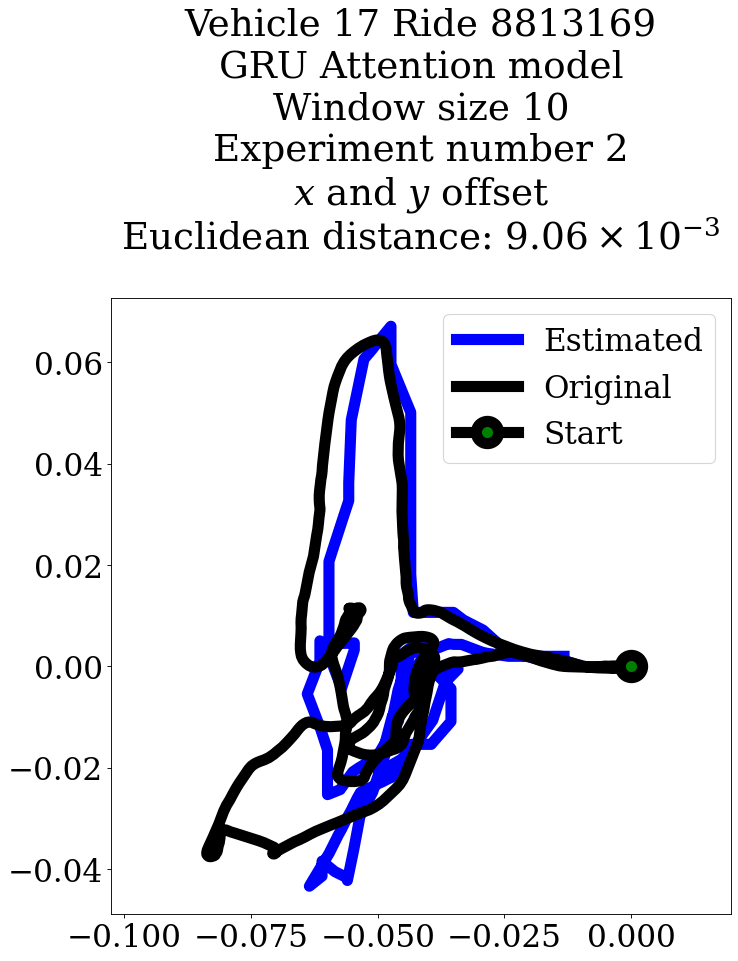 Vehicle 17 Ride 8813169
GRU Attention model
Window size 10
Experiment number 2
x and y offset
Euclidean distance: 9.06 × 10⁻³
Estimated
Original
Start
0.06
0.04
0.02
0.00
−0.02
−0.04
−0.100 −0.075 −0.050 −0.025 0.000